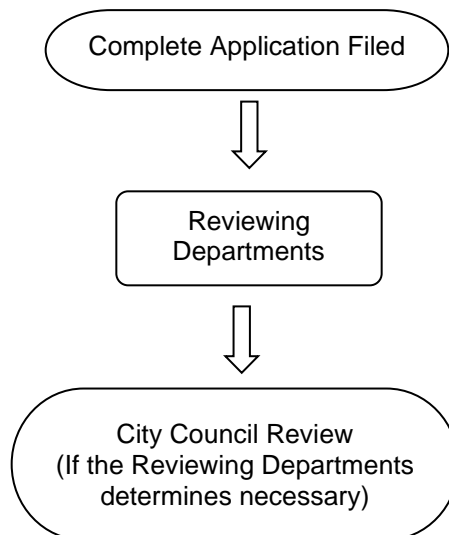 Complete Application Filed
Reviewing
Departments
City Council Review
(If the Reviewing Departments
determines necessary)